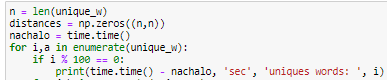 n = len(unique_w)
distances = np.zeros((n,n))
nachalo = time.time()
for i,a in enumerate(unique_w):
    if i % 100 == 0:
        print(time.time() - nachalo, 'sec', 'uniques words: ', i)